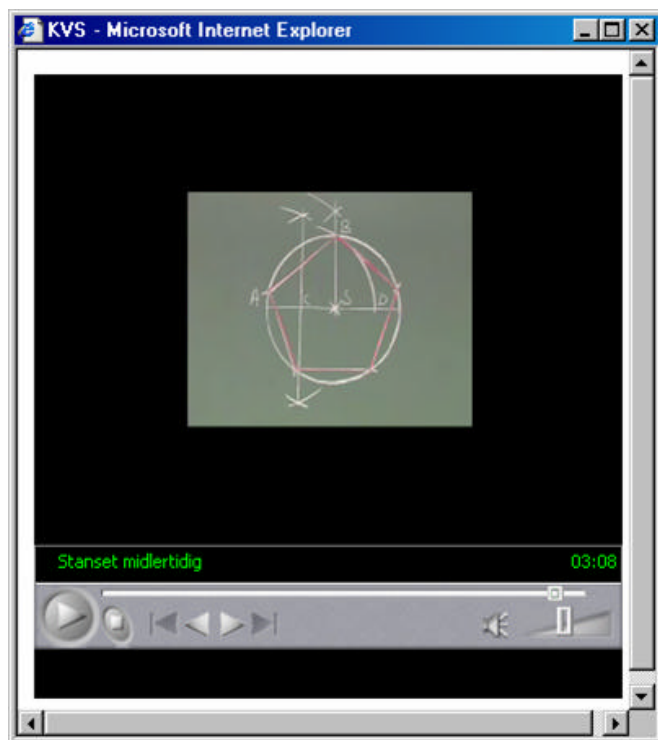 KVS - Microsoft Internet Explorer
B
A C S D
Stanset midlertidig 03:08